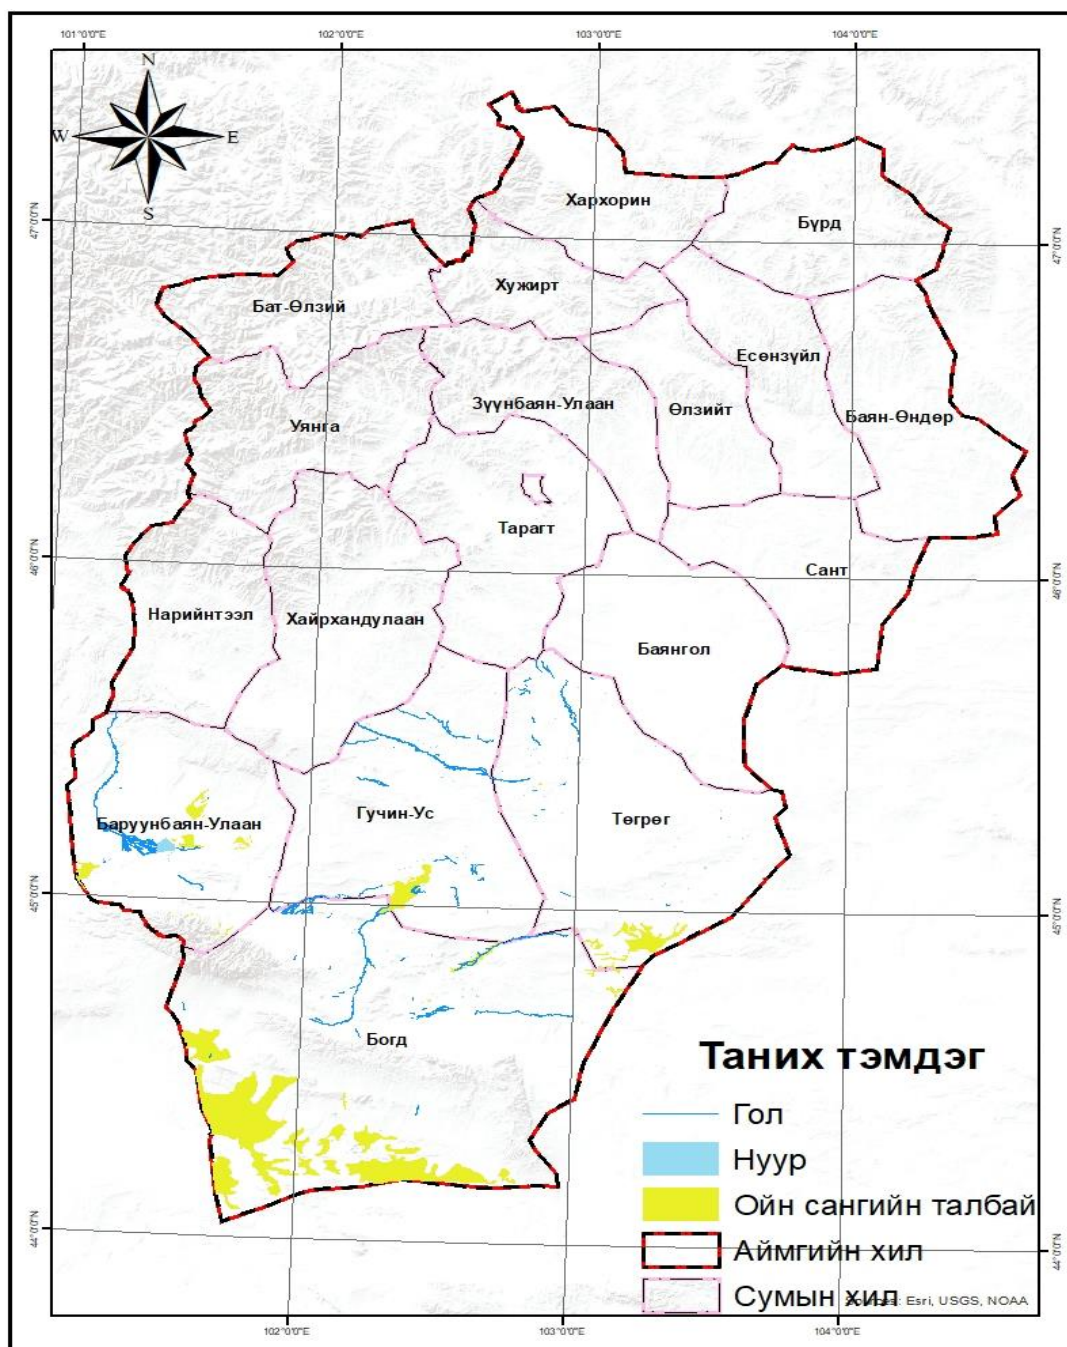 101°0'0"E 102°0'0"E 103°0'0"E 104°0'0"E
N
W E
S
Хархорин
47°0'0"N
Бүрд
47°0'0"N
Хужирт
Бат-Өлзий
Есөнзүйл
Зүүнбаян-Улаан
Өлзийт
Баян-Өндөр
Уянга
Тарагт
46°0'0"N
Сант
46°0'0"N
Нарийнтээл
Хайрхандулаан
Баянгол
Гучин-Ус
Төгрөг
Баруунбаян-Улаан
45°0'0"N
45°0'0"N
Богд
Таних тэмдэг
Гол
Нуур
Ойн сангийн талбай
44°0'0"N
Аймгийн хил
44°0'0"N
Сумын хил
Esri, USGS, NOAA
102°0'0"E 103°0'0"E 104°0'0"E